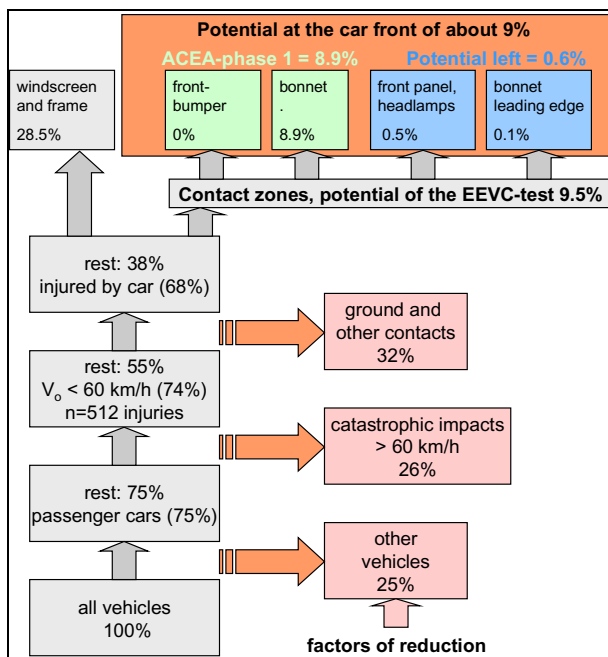 Potential at the car front of about 9%
ACEA-phase 1 = 8.9%
Potential left = 0.6%
windscreen
and frame
28.5%
front-
bumper
0%
bonnet
.
8.9%
front panel,
headlamps
0.5%
bonnet
leading edge
0.1%
Contact zones, potential of the EEVC-test 9.5%
rest: 38%
injured by car (68%)
ground and
other contacts
32%
rest: 55%
Vo < 60 km/h (74%)
n=512 injuries
catastrophic impacts
> 60 km/h
26%
rest: 75%
passenger cars (75%)
other
vehicles
25%
all vehicles
100%
factors of reduction